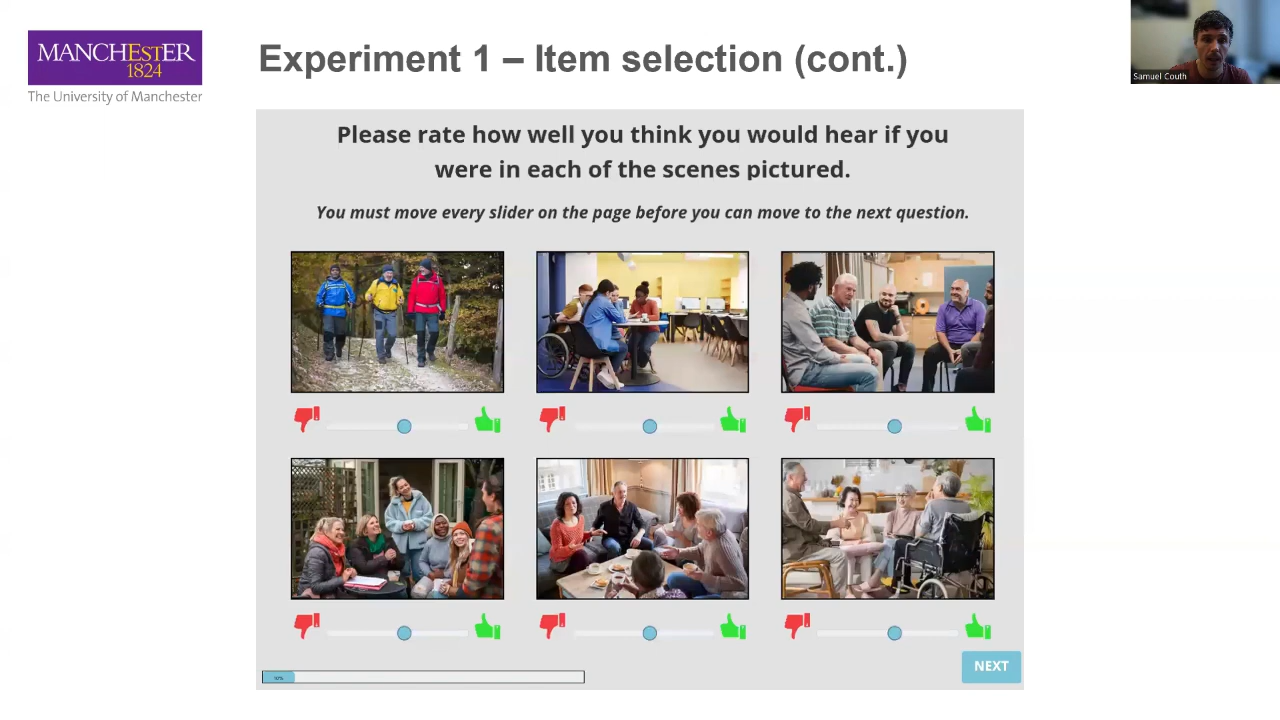 MANCHESTER
1824
The University of Manchester
Experiment 1 – Item selection (cont.)
Samuel Couth
Please rate how well you think you would hear if you
were in each of the scenes pictured.
You must move every slider on the page before you can move to the next question.
NEXT
10%